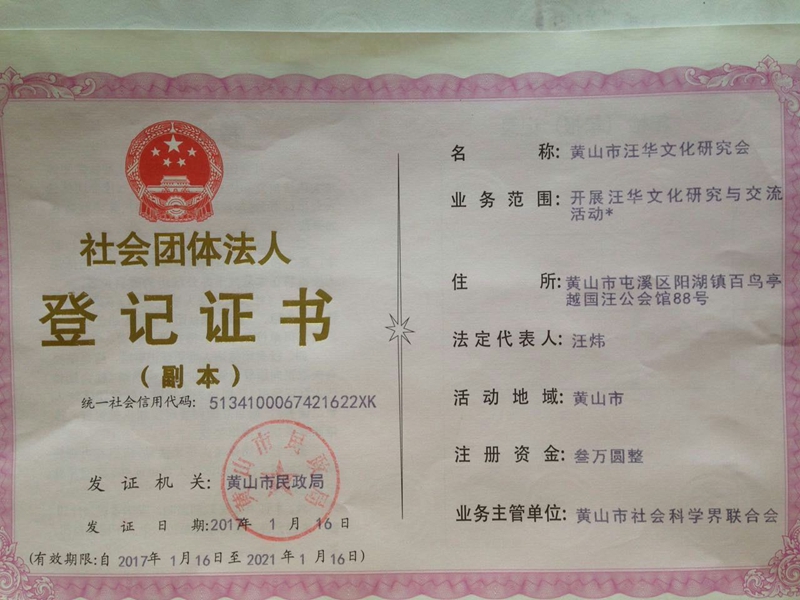 社会团体法人
登记证书
（副本）
统一社会信用代码：5134100067421622XK
发证机关：黄山市民政局
发证日期：2017年1月16日
（有效期限：自2017年1月16日至2021年1月16日）
黄山市民政局
名称：黄山市汪华文化研究会
业务范围：开展汪华文化研究与交流
活动*
住所：黄山市屯溪区阳湖镇百鸟亭
越国汪公会馆88号
法定代表人：汪炜
活动地域：黄山市
注册资金：叁万圆整
业务主管单位：黄山市社会科学界联合会